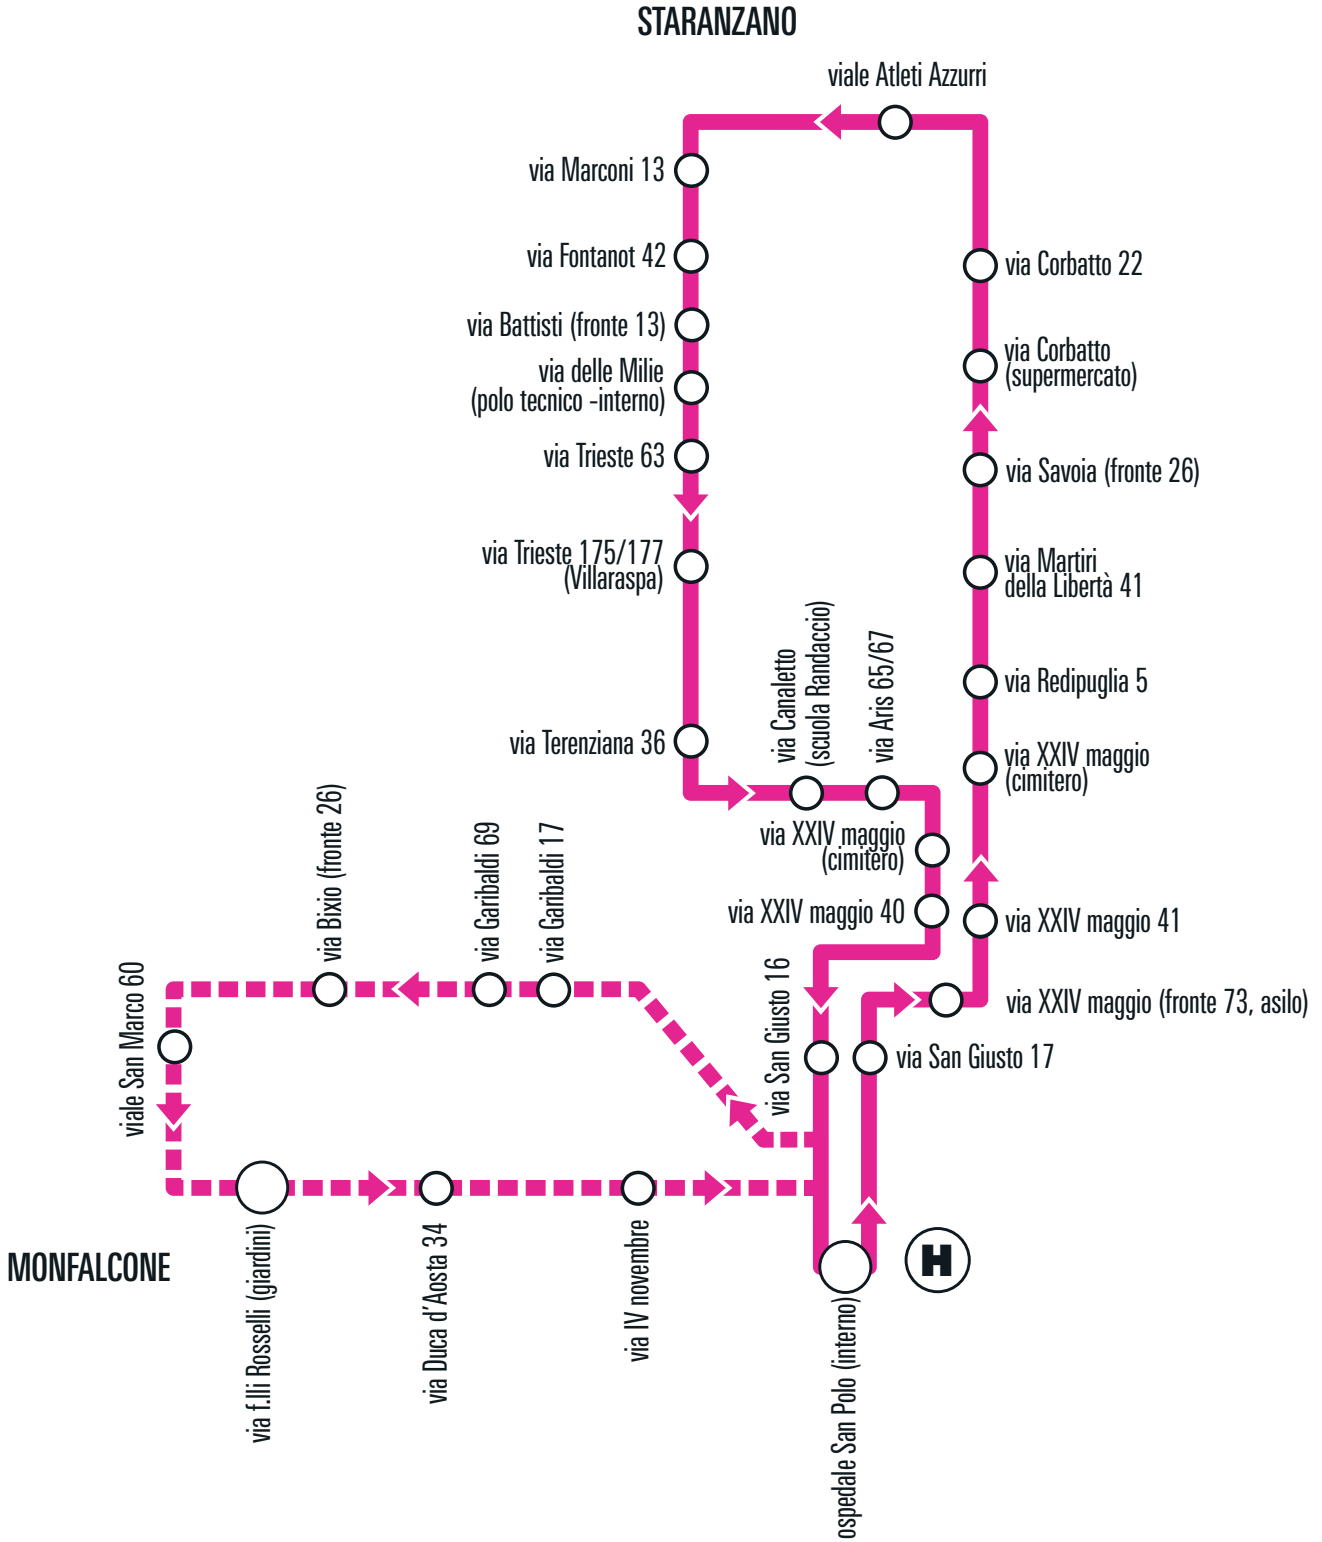 STARANZANO
viale Atleti Azzurri
via Marconi 13
via Fontanot 42
via Battisti (fronte 13)
via delle Milie
(polo tecnico -interno)
via Trieste 63
via Trieste 175/177
(Villaraspa)
via Terenziana 36
via Canaletto
(scuola Randaccio)
via Aris 65/67
via XXIV maggio
(cimitero)
via XXIV maggio 40
via San Giusto 16
via Corbatto 22
via Corbatto
(supermercato)
via Savoia (fronte 26)
via Martiri
della Libertà 41
via Redipuglia 5
via XXIV maggio
(cimitero)
via XXIV maggio 41
via XXIV maggio (fronte 73, asilo)
via San Giusto 17
via Bixio (fronte 26)
via Garibaldi 69
via Garibaldi 17
viale San Marco 60
MONFALCONE
via f.lli Rosselli (giardini)
via Duca d'Aosta 34
via IV novembre
ospedale San Polo (interno)
H